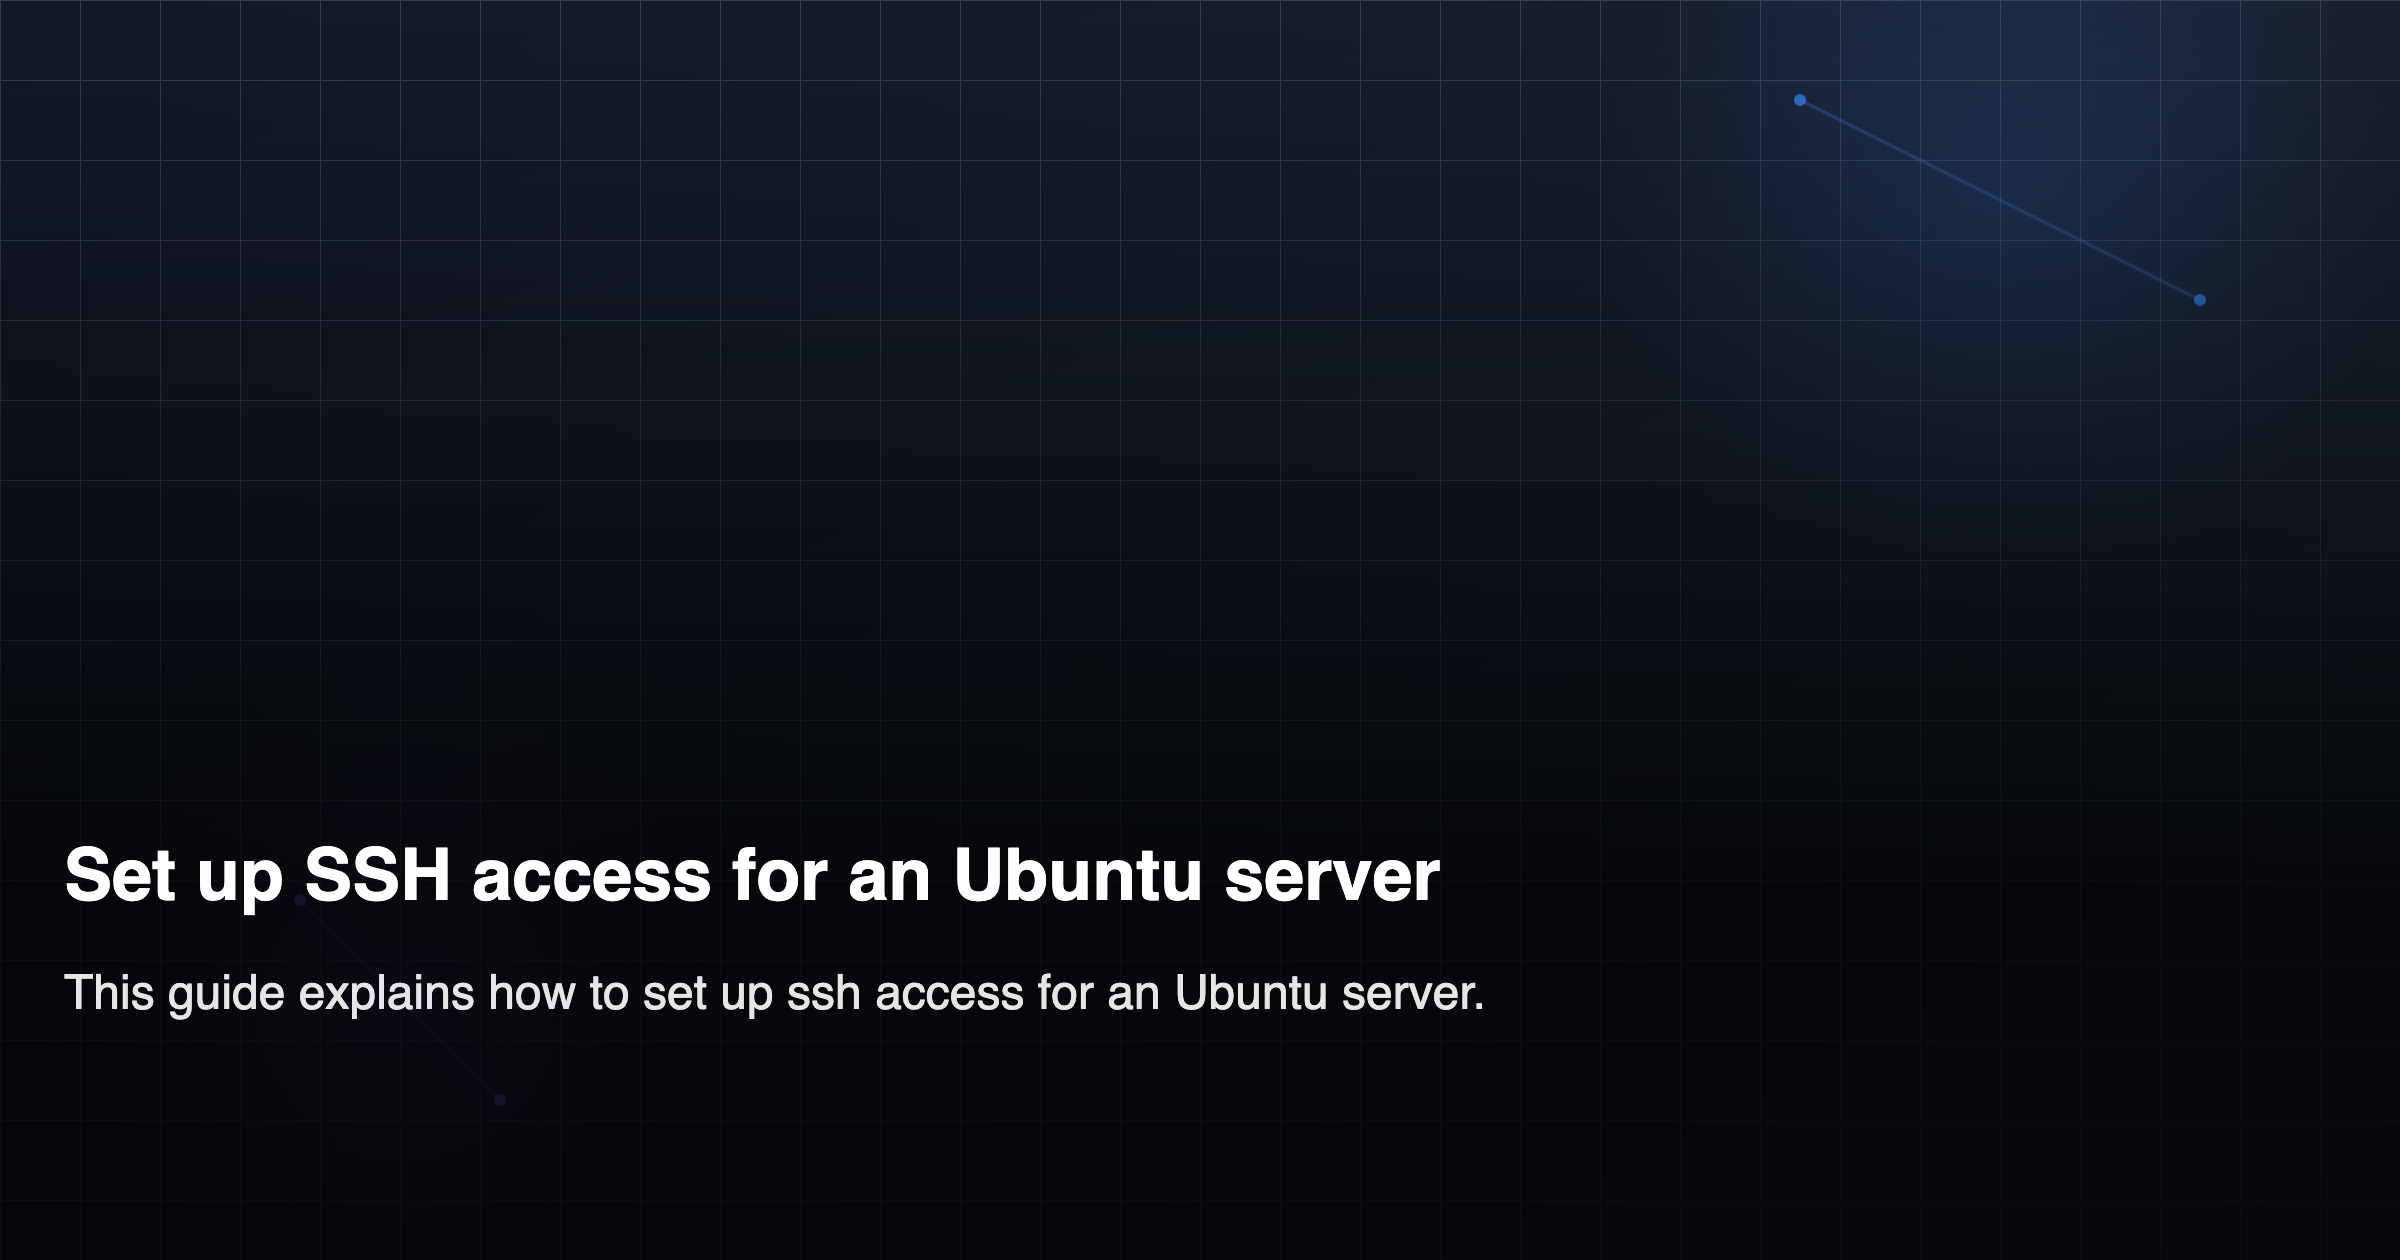 Set up SSH access for an Ubuntu server
This guide explains how to set up ssh access for an Ubuntu server.